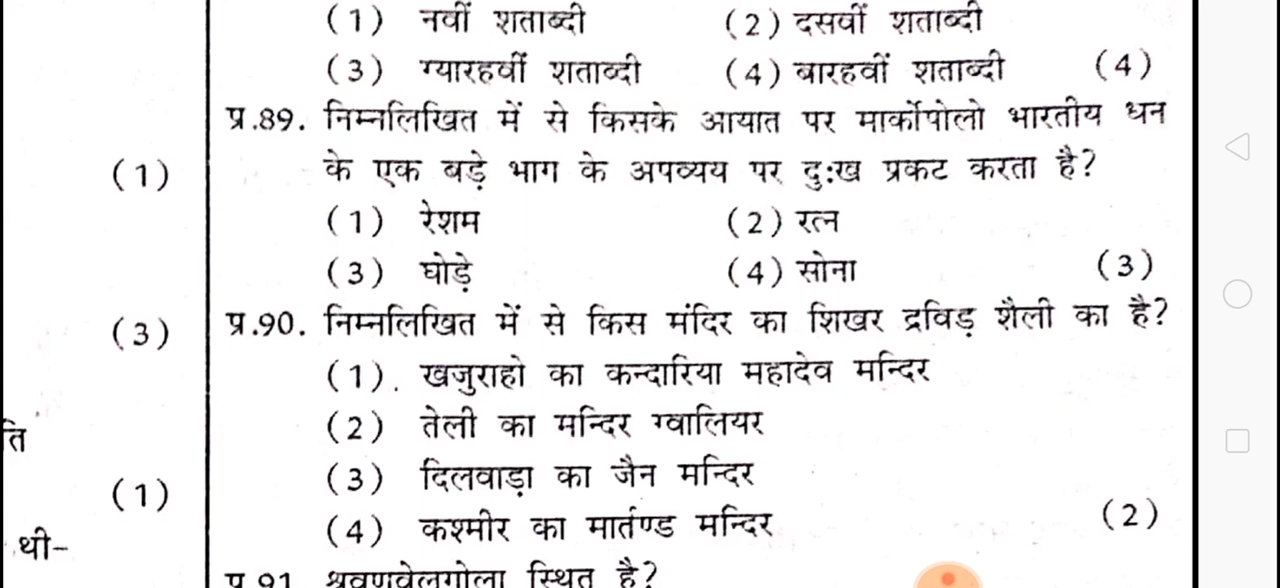 (1) नवीं शताब्दी (2) दसवीं शताब्दी
(3) ग्यारहवीं शताब्दी (4) बारहवीं शताब्दी (4)
प्र.89. निम्नलिखित में से किसके आयात पर मार्कोपोलो भारतीय धन
(1) के एक बड़े भाग के अपव्यय पर दुःख प्रकट करता है?
(1) रेशम (2) रत्न
(3) घोड़े (4) सोना (3)
(3) प्र.90. निम्नलिखित में से किस मंदिर का शिखर द्रविड़ शैली का है?
(1). खजुराहो का कन्दारिया महादेव मन्दिर
ति (2) तेली का मन्दिर ग्वालियर
(1) (3) दिलवाड़ा का जैन मन्दिर
थी- (4) कश्मीर का मार्तण्ड मन्दिर (2)
प्र.91. श्रवणवेलगोला स्थित है?